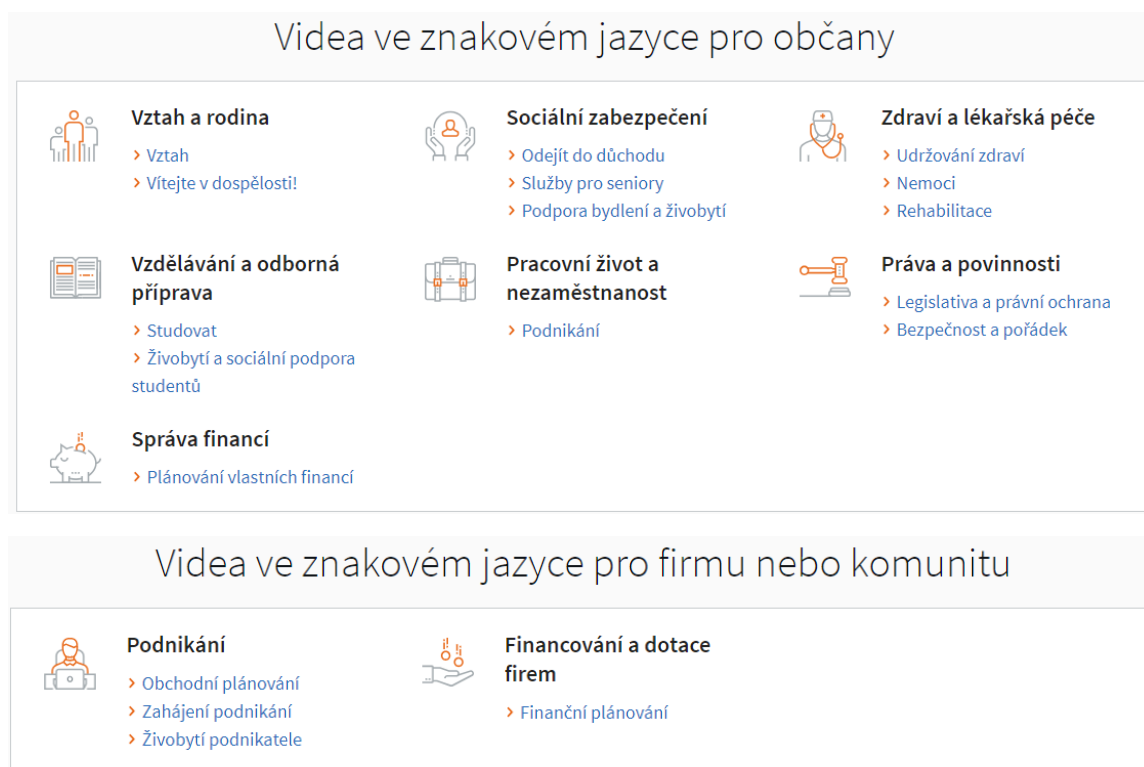 Videa ve znakovém jazyce pro občany
Vztah a rodina
› Vztah
› Vítejte v dospělosti!
Sociální zabezpečení
› Odejít do důchodu
› Služby pro seniory
› Podpora bydlení a živobytí
Zdraví a lékařská péče
› Udržování zdraví
› Nemoci
› Rehabilitace
Vzdělávání a odborná
příprava
› Studovat
› Živobytí a sociální podpora
studentů
Pracovní život a
nezaměstnanost
› Podnikání
Práva a povinnosti
› Legislativa a právní ochrana
› Bezpečnost a pořádek
Správa financí
› Plánování vlastních financí
Videa ve znakovém jazyce pro firmu nebo komunitu
Podnikání
› Obchodní plánování
› Zahájení podnikání
› Živobytí podnikatele
Financování a dotace
firem
› Finanční plánování